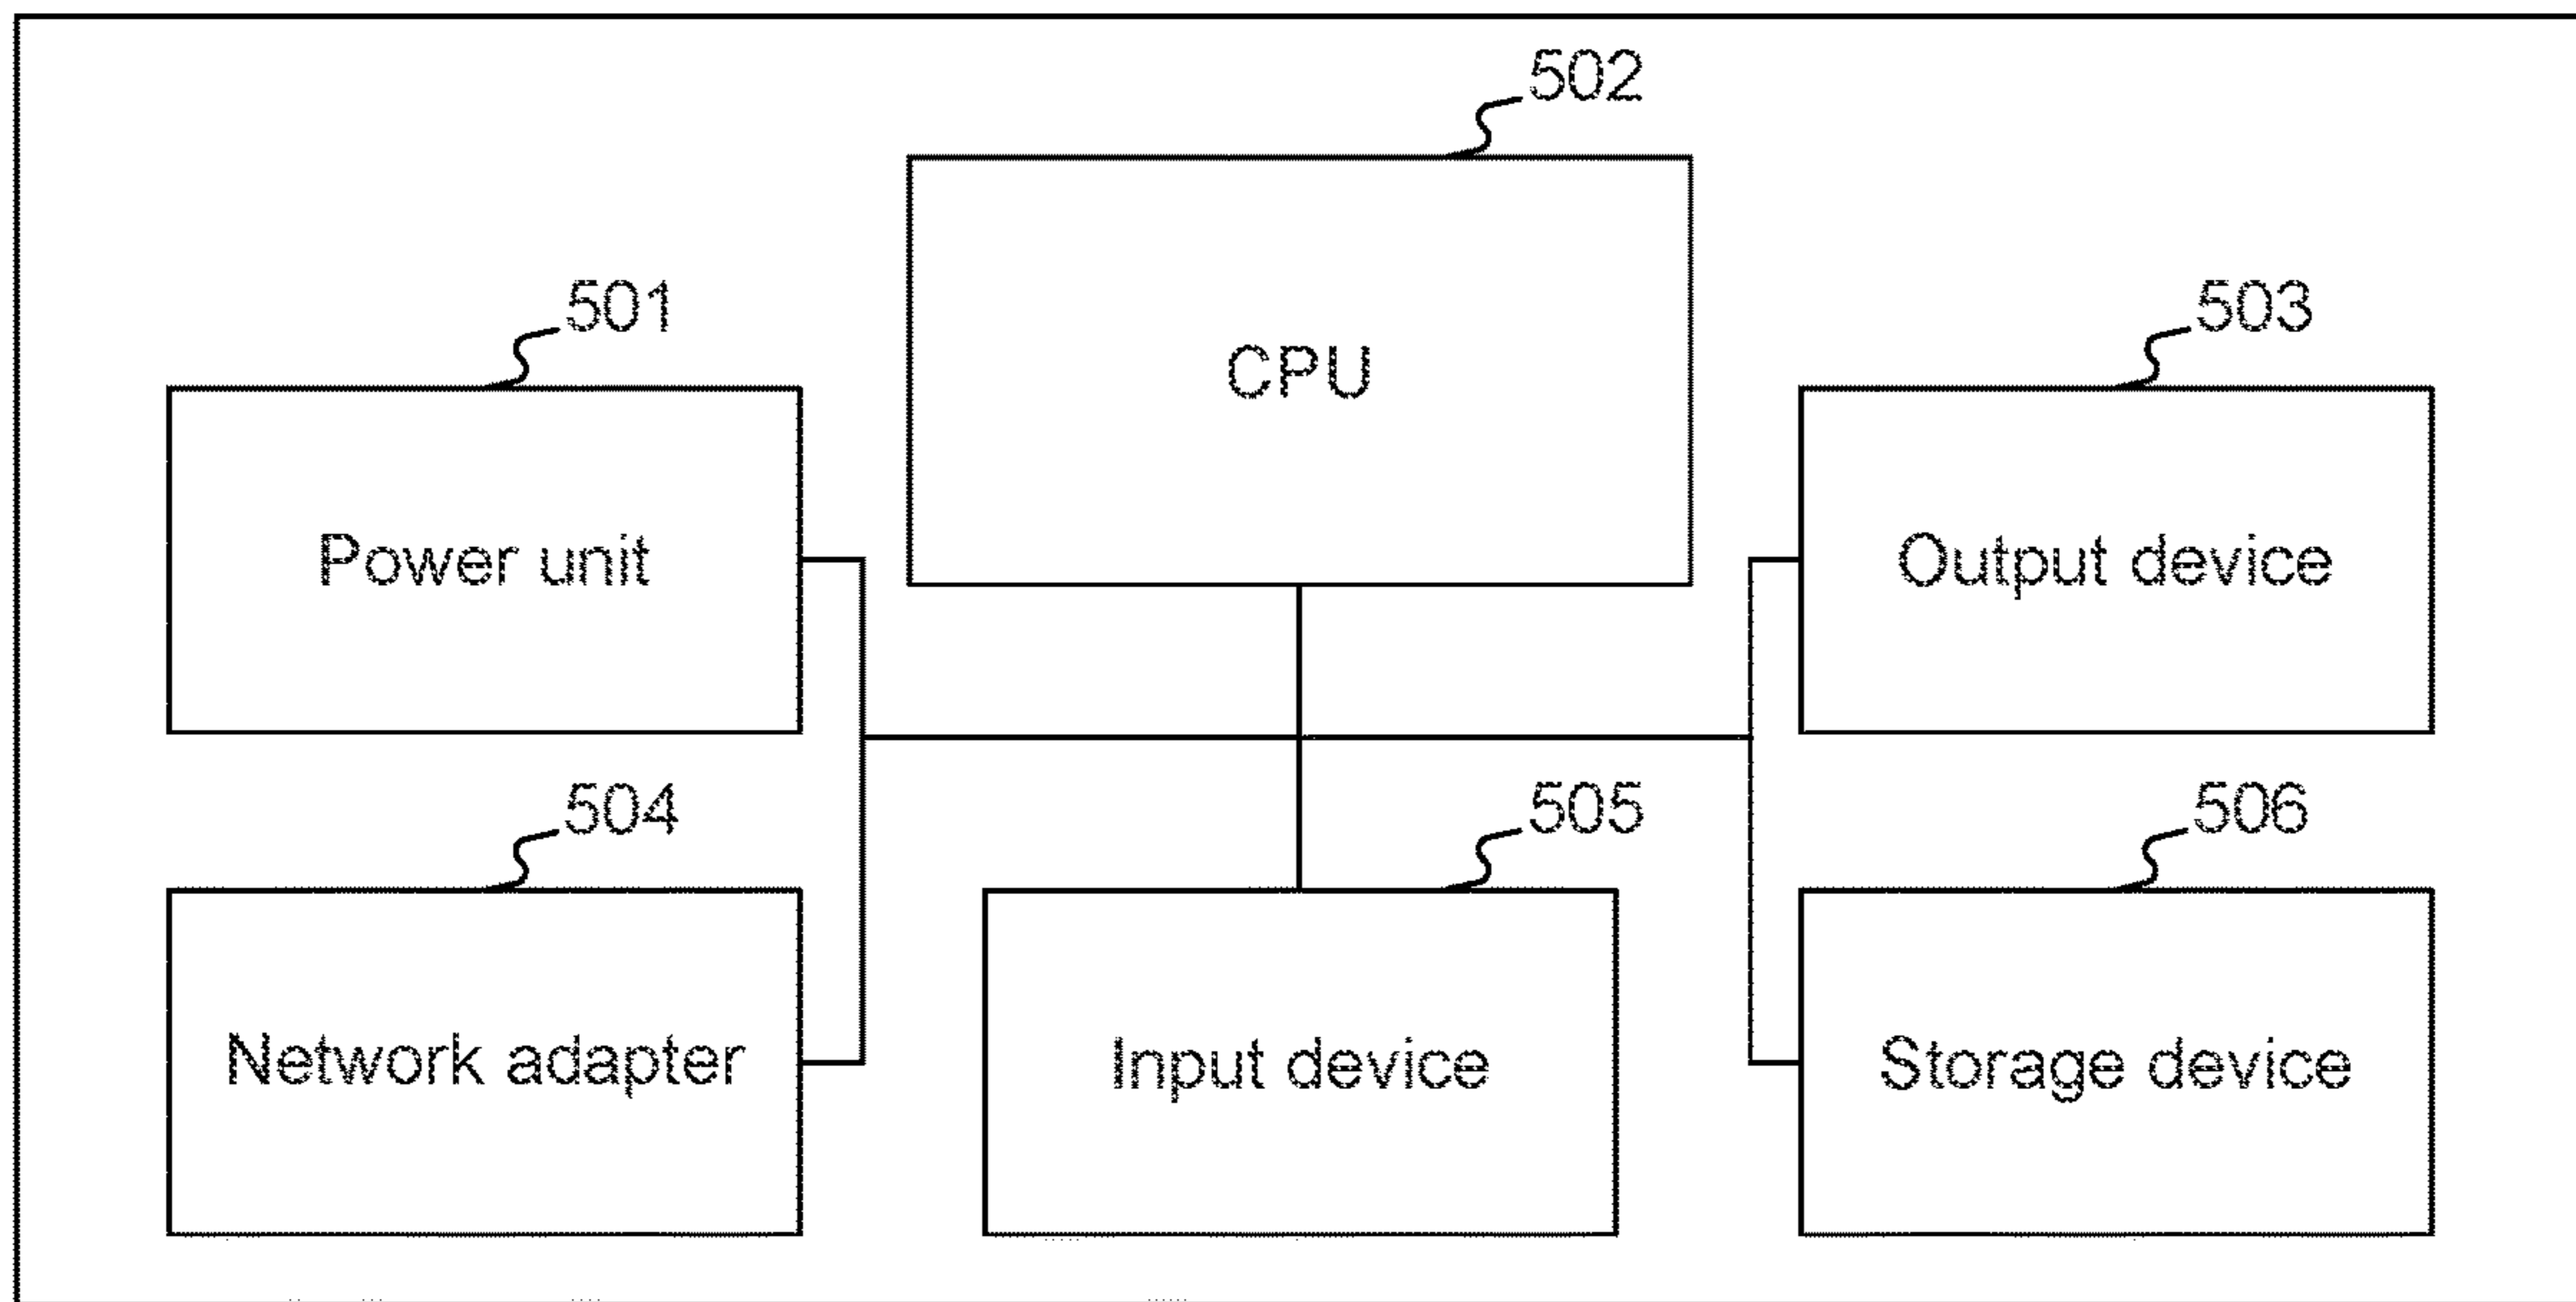 502
501
503
CPU
Power unit
Output device
504
505
506
Network adapter
Input device
Storage device